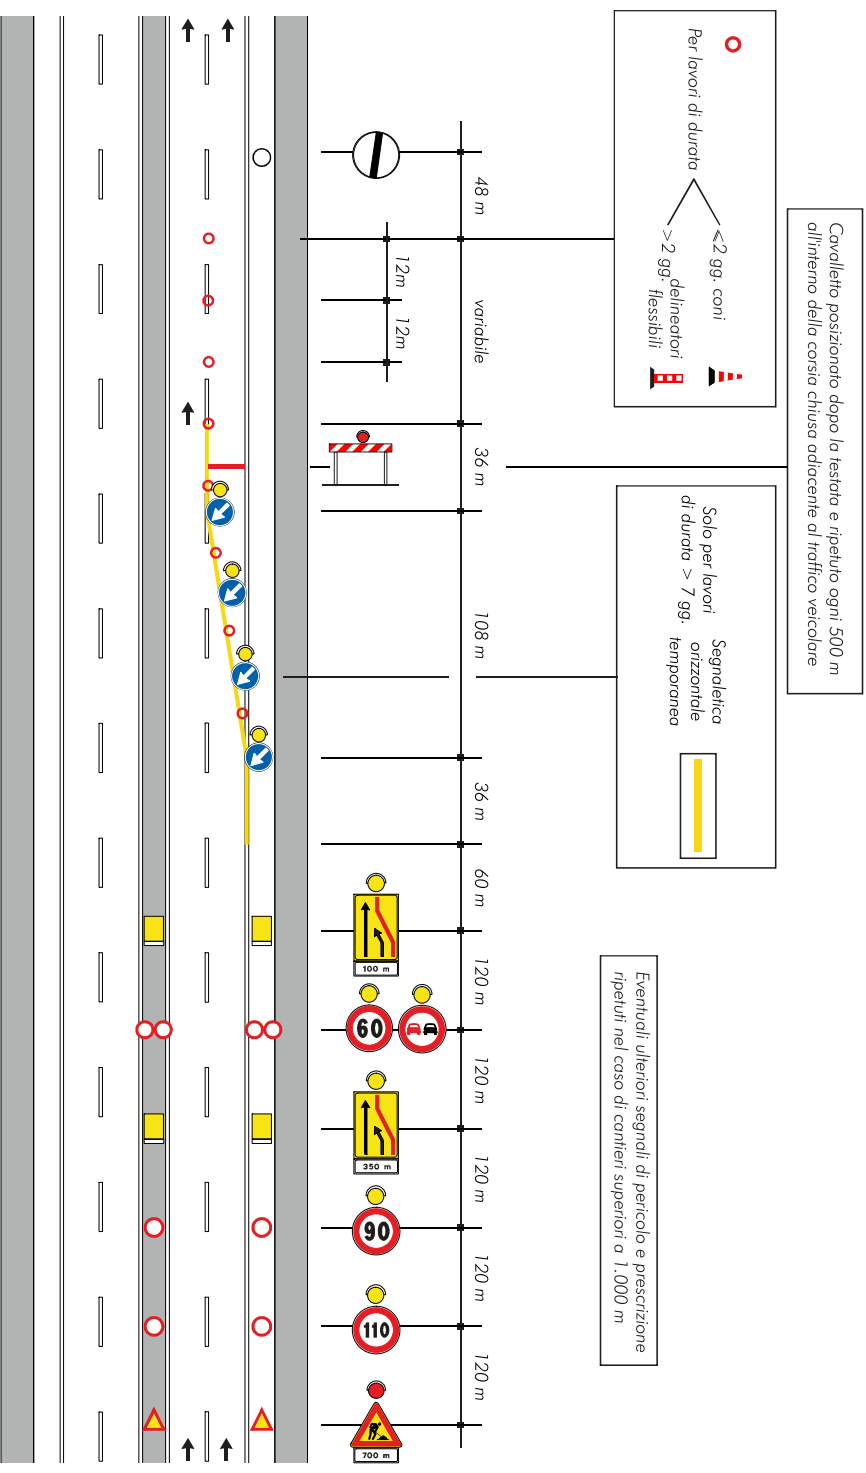 Per lavori di durata
⩽2 gg. coni
>2 gg. delineatori
flessibili
Cavalletto posizionato dopo la testata e ripetuto ogni 500 m
all'interno della corsia chiusa adiacente al traffico veicolare
Solo per lavori
di durata > 7 gg.
Segnaletica
orizzontale
temporanea
Eventuali ulteriori segnali di pericolo e prescrizione
ripetuti nel caso di cantieri superiori a 1.000 m
48 m
12m
12m
variabile
36 m
108 m
36 m
60 m
100 m
120 m
60
120 m
350 m
120 m
90
120 m
110
120 m
700 m